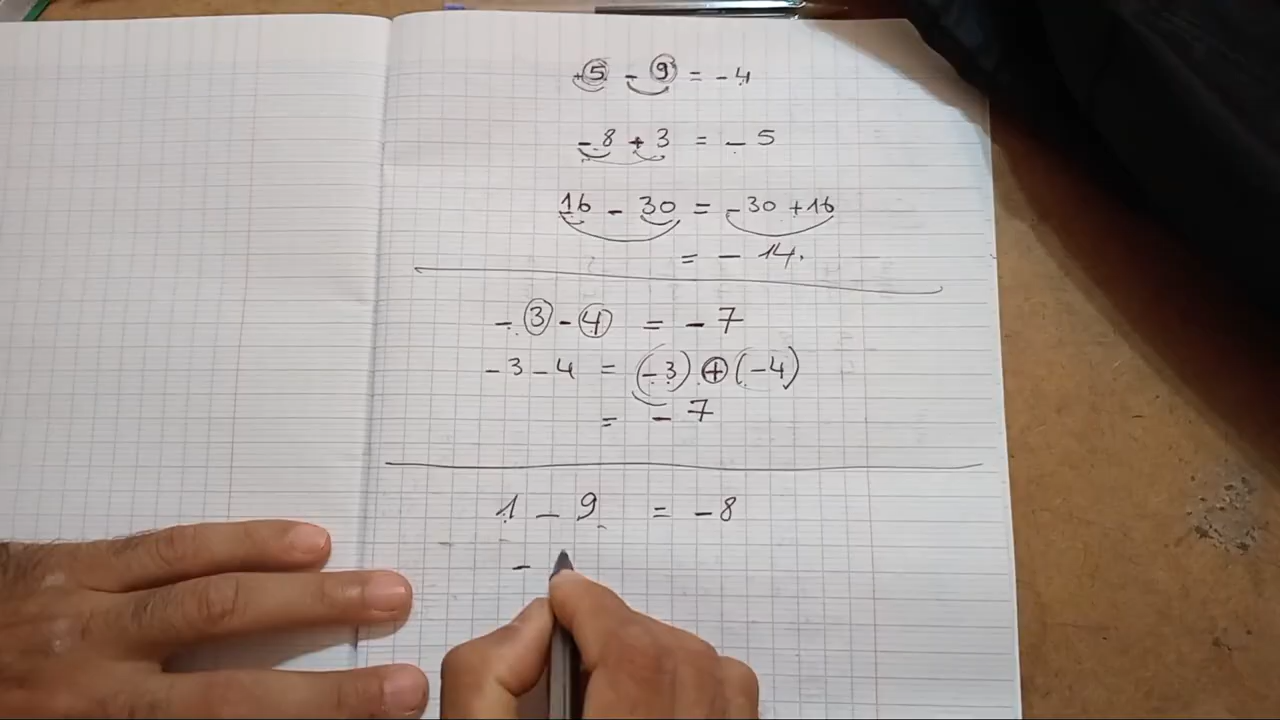 +5 - 9 = - 4
- 8 + 3 = - 5
16 - 30 = - 30 + 16
= - 14.
- 3 - 4 = - 7
- 3 - 4 = (- 3) + (- 4)
= - 7
1 - 9 = - 8
-